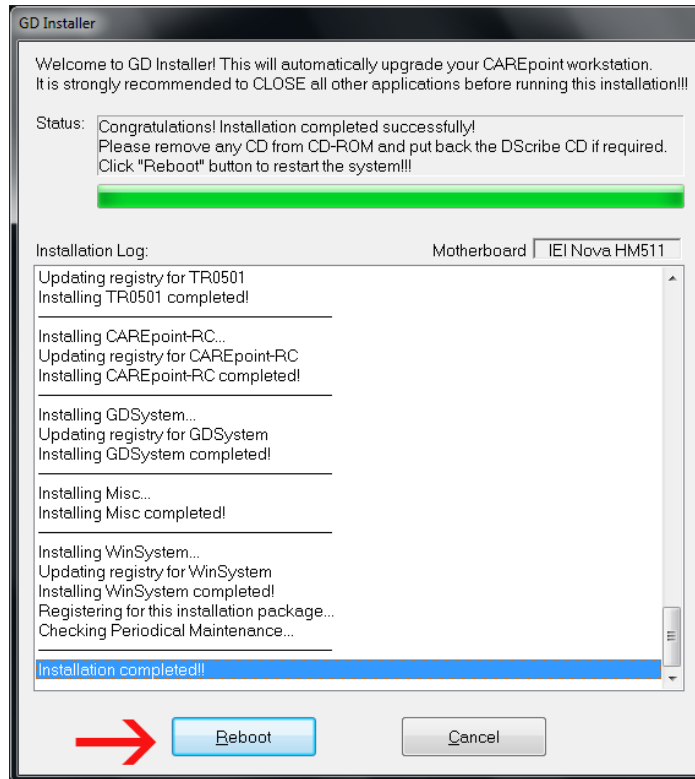 GD Installer
Welcome to GD Installer! This will automatically upgrade your CAREpoint workstation.
It is strongly recommended to CLOSE all other applications before running this installation!!!
Status:
Congratulations! Installation completed successfully!
Please remove any CD from CD-ROM and put back the DScribe CD if required.
Click "Reboot" button to restart the system!!!
Installation Log:
Motherboard IEI Nova HM511
Updating registry for TR0501
Installing TR0501 completed!
Installing CAREpoint-RC...
Updating registry for CAREpoint-RC
Installing CAREpoint-RC completed!
Installing GDSystem...
Updating registry for GDSystem
Installing GDSystem completed!
Installing Misc...
Installing Misc completed!
Installing WinSystem...
Updating registry for WinSystem
Installing WinSystem completed!
Registering for this installation package...
Checking Periodical Maintenance...
Installation completed!!
Reboot Cancel